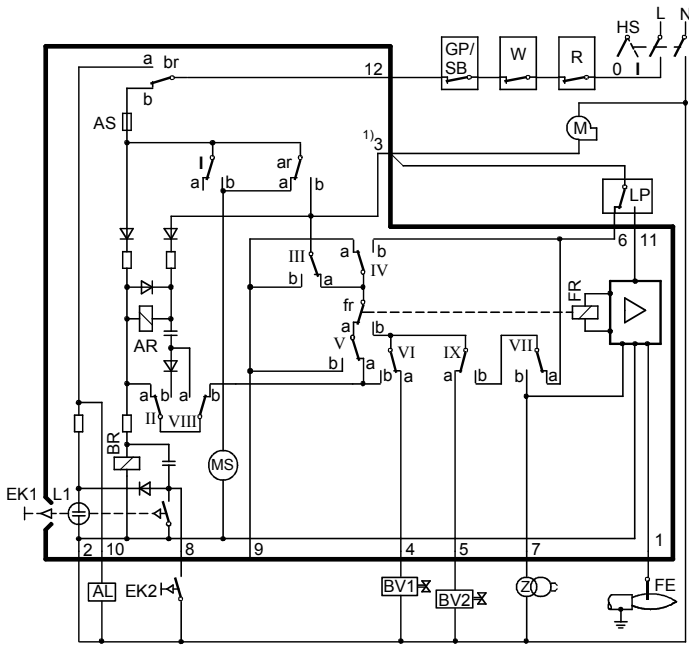 HS L N
a br
b
12
GP/
SB
W
R
0 I
AS
1)
3
M
I
a b
ar
a b
LP
6 11
III
b a
a b
IV
fr
a b
FR
AR
V
b a
VI
b a
IX
a b
VII
b a
a b
II
a b
VIII
BR
MS
EK1 L1
2 10 8 9 4 5 7 1
AL
EK2
BV1
BV2
Z
FE